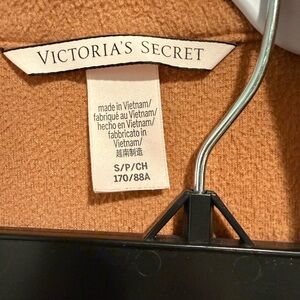 VICTORIA'S SECRET
made in Vietnam/
fabriqué au Vietnam/
hecho en Vietnam/
fabbricato in
Vietnam/
越南制造
S/P/CH
170/88A